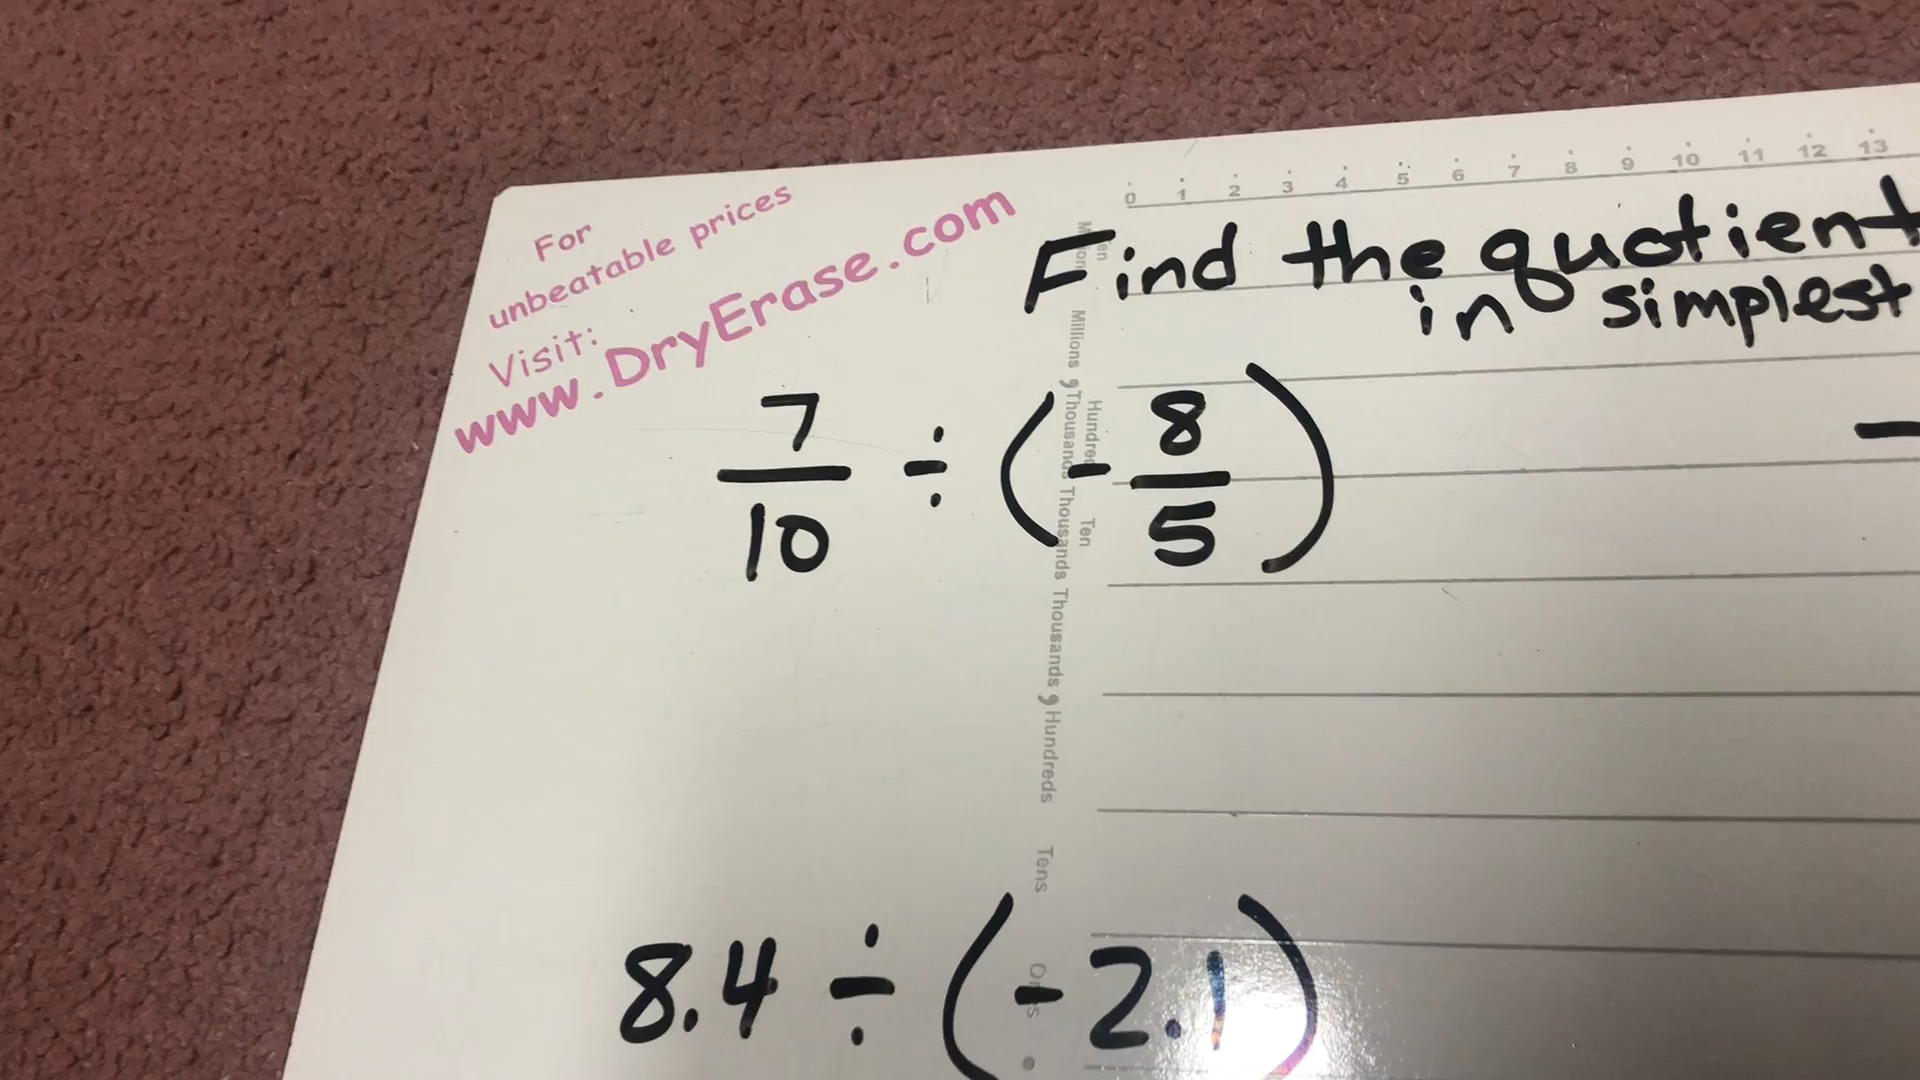 For
unbeatable prices
Visit:
www.DryErase.com
0 1 2 3 4 5 6 7 8 9 10 11 12 13
Find the quotient
in simplest
7/10 ÷ (-8/5)
-
Millions , Thousands Thousands Thousands , Hundreds Tens
Ten
8.4 ÷ (-2.1)